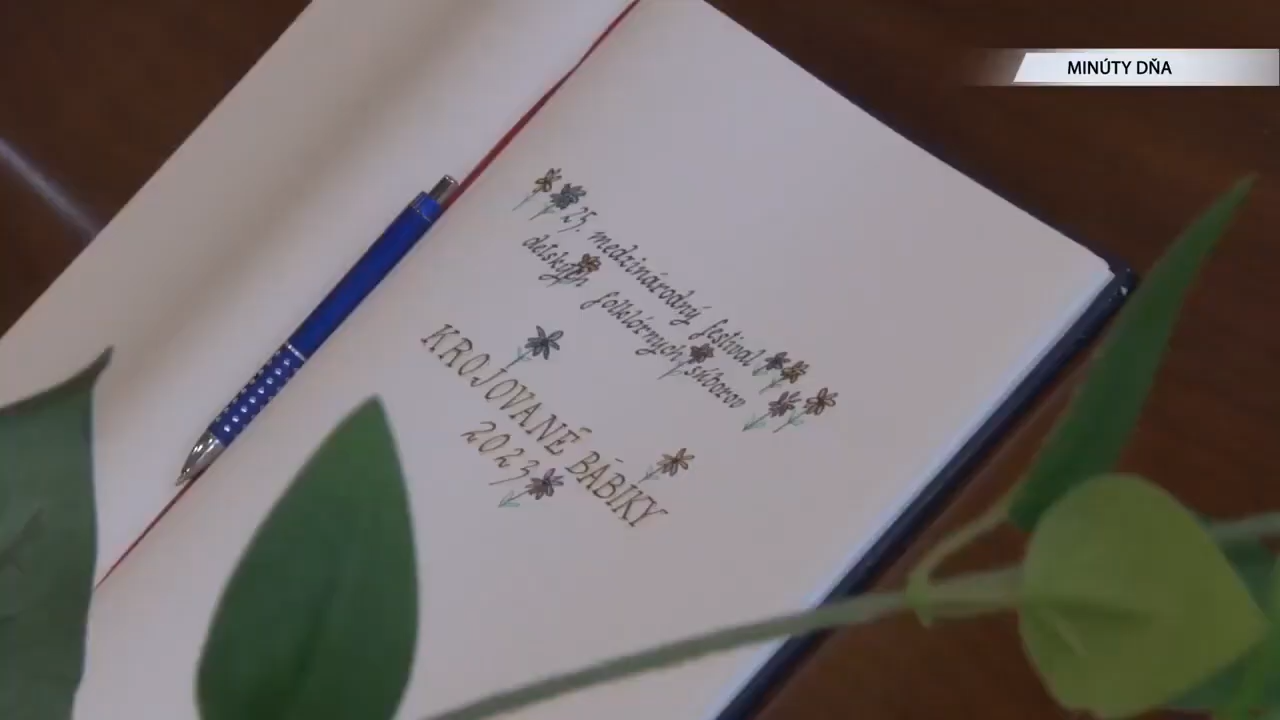 MINÚTY DŇA
25. medzinárodný festival
detských folklórnych súborov
KROJOVANÉ BÁBIKY
2023